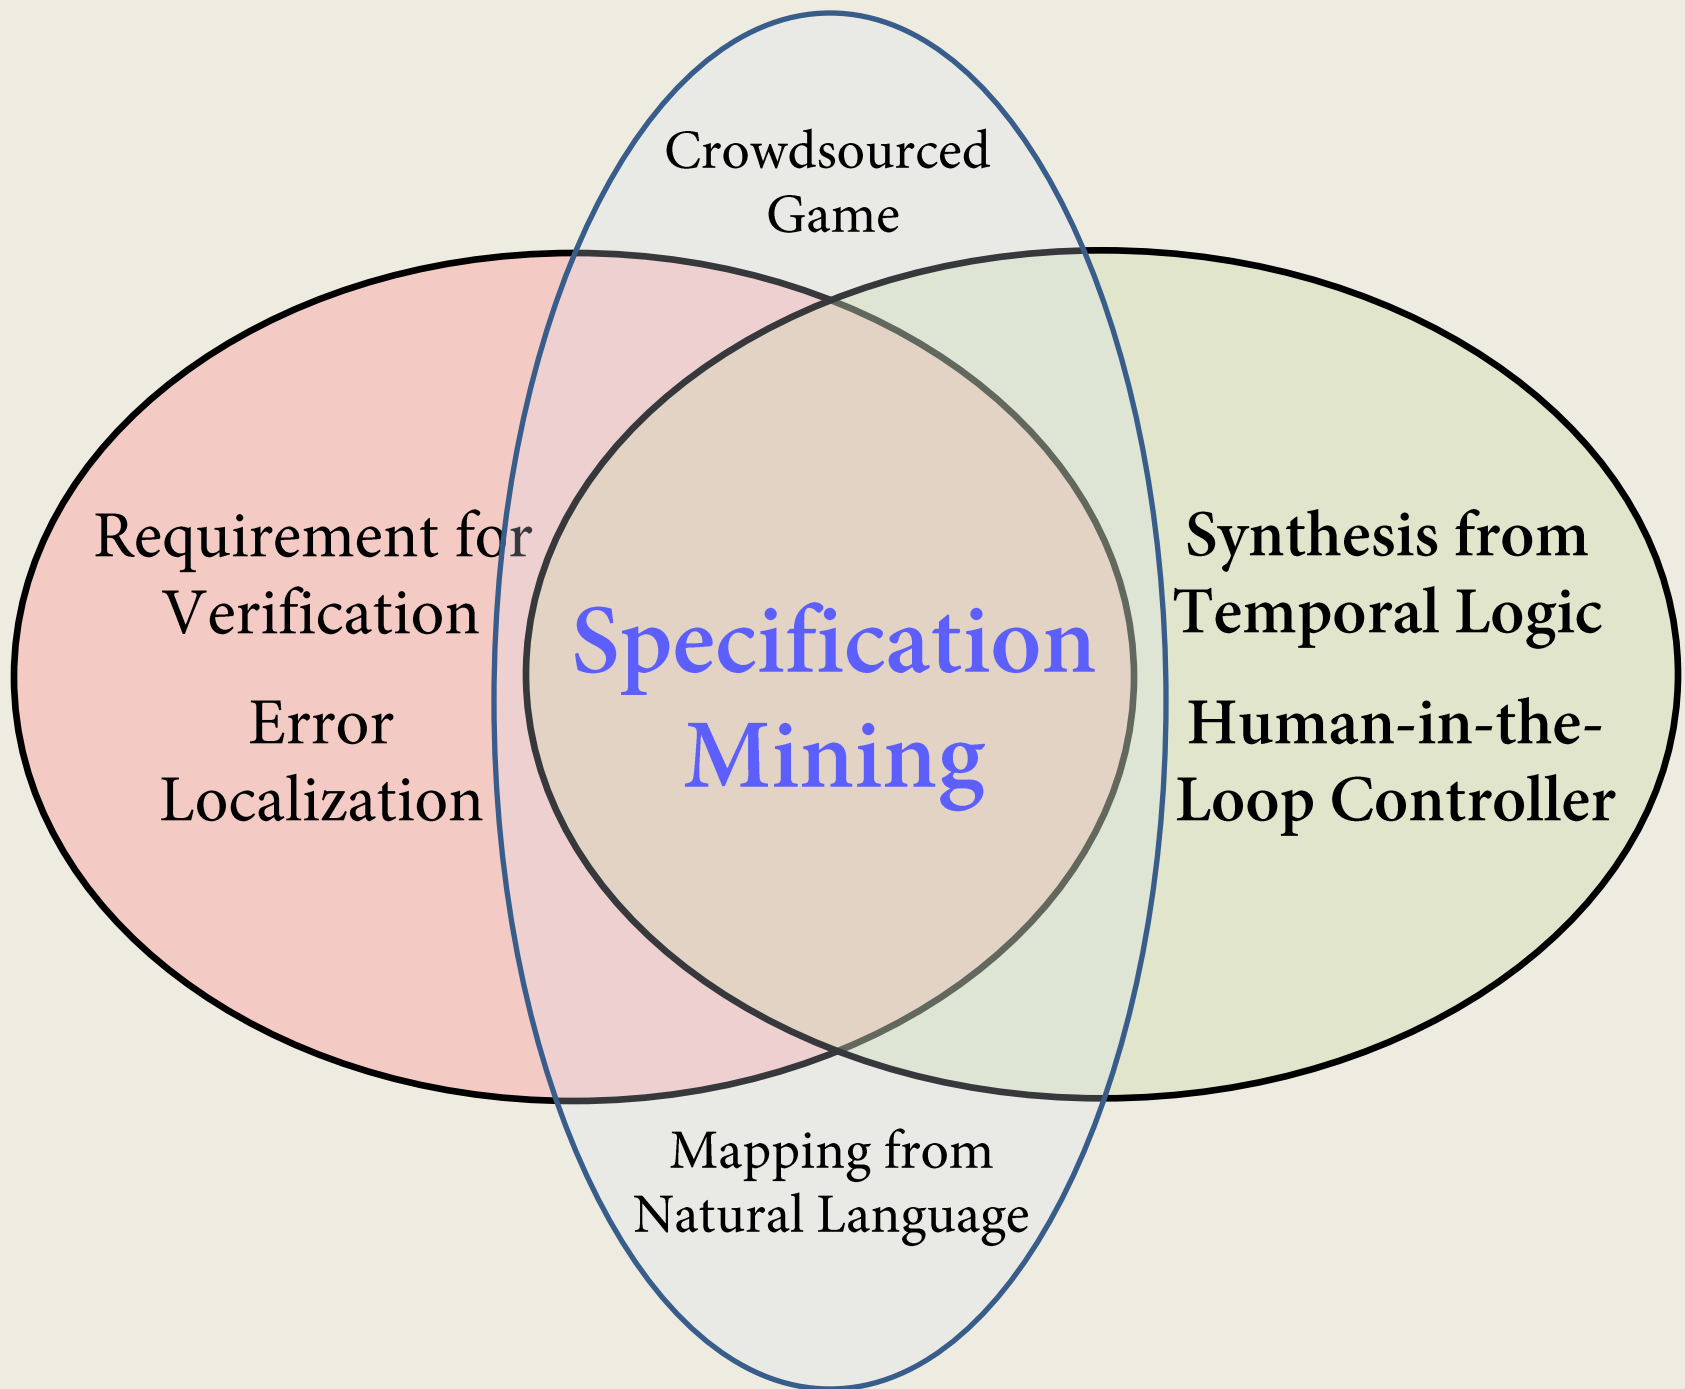 Crowdsourced
Game
Requirement for
Verification
Error
Localization
Specification
Mining
Synthesis from
Temporal Logic
Human-in-the-
Loop Controller
Mapping from
Natural Language